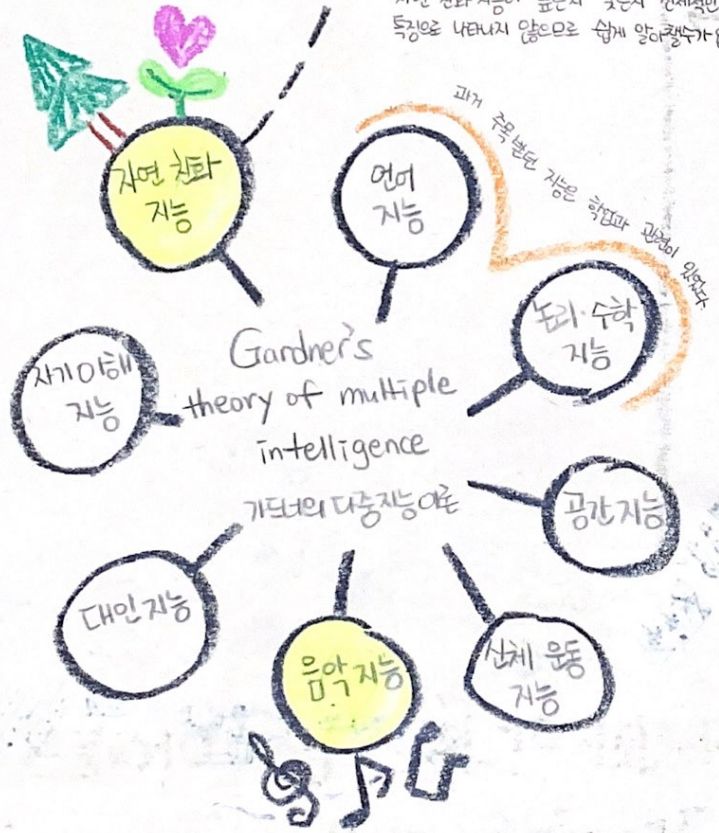 특징으로 나타나지 않으므로 쉽게 알아챌수가
과거 주목 받던 지능은 학업과 관련이 있었다.
자연 친화
지능
언어
지능
논리·수학
지능
자기이해
지능
Gardner's
theory of multiple
intelligence
가드너의 다중지능이론
공간지능
대인지능
음악지능
신체 운동
지능